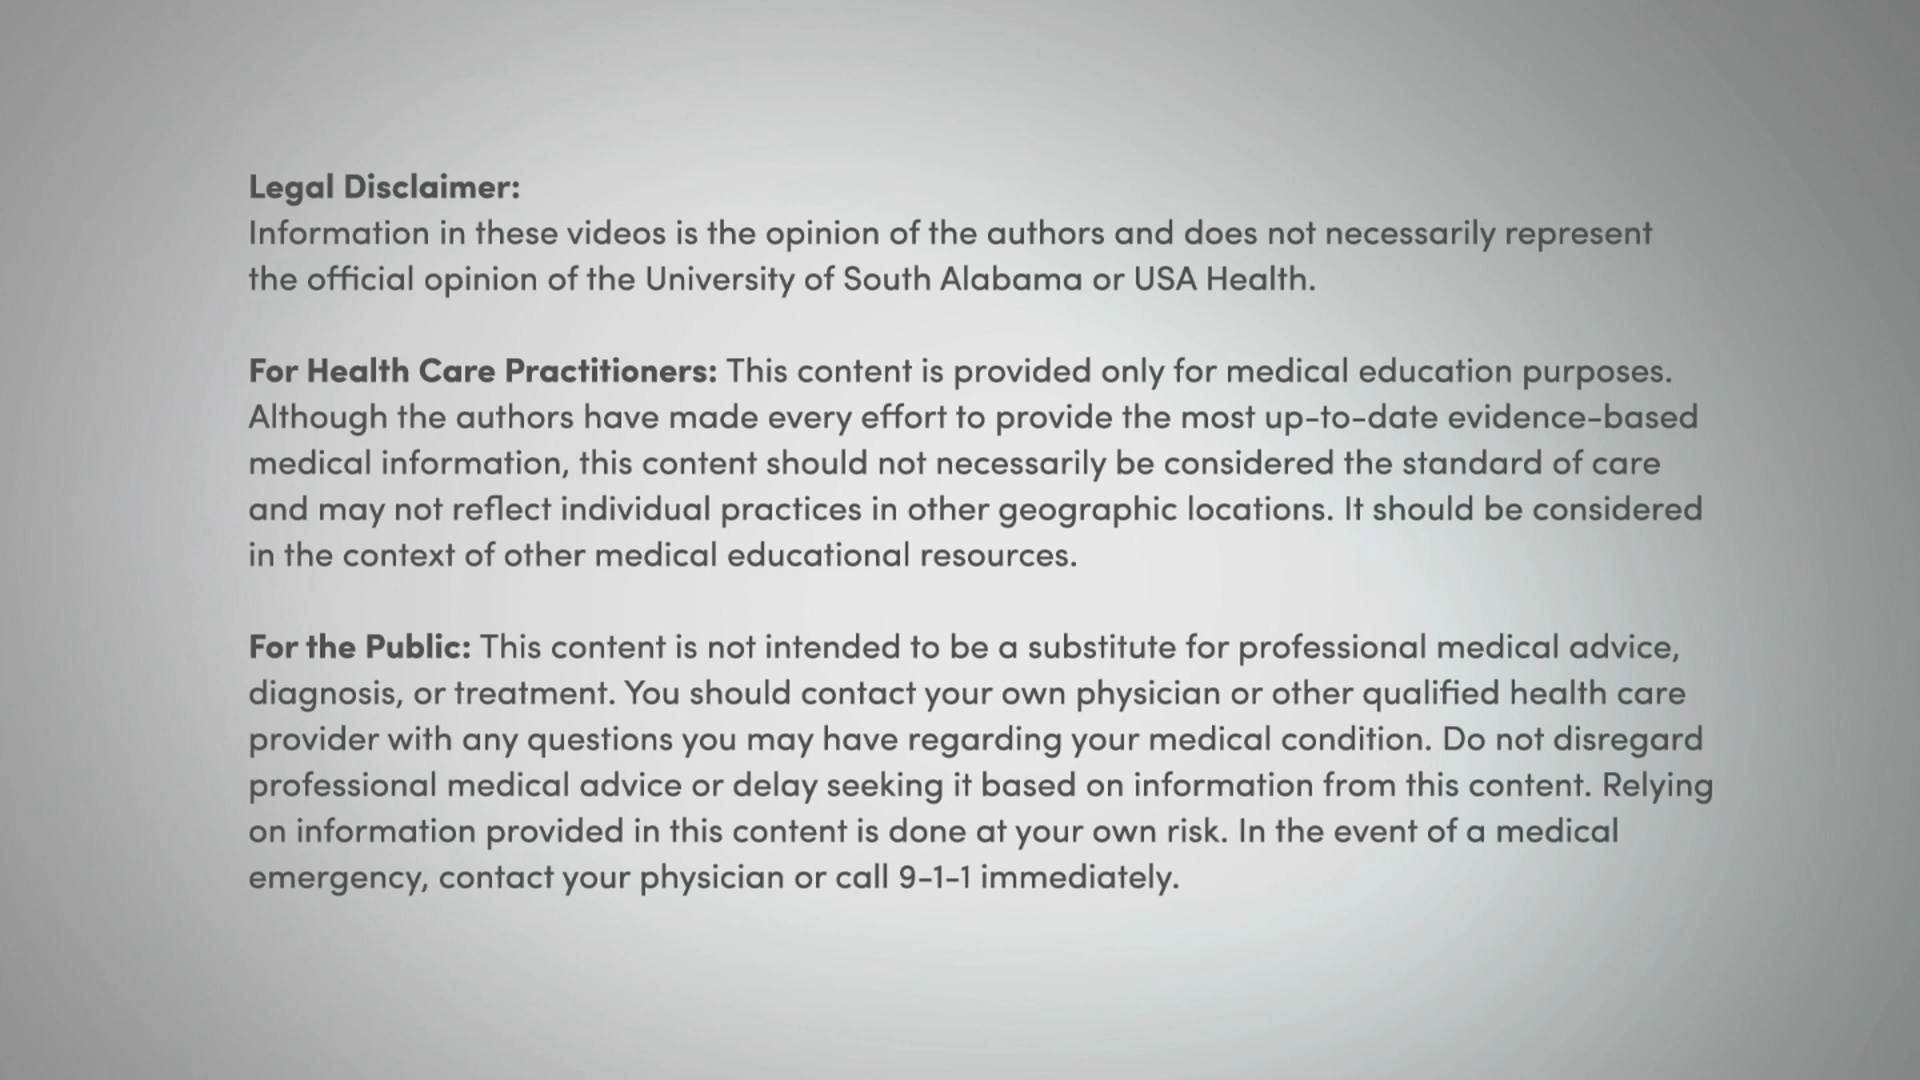 Legal Disclaimer:
Information in these videos is the opinion of the authors and does not necessarily represent
the official opinion of the University of South Alabama or USA Health.
For Health Care Practitioners: This content is provided only for medical education purposes.
Although the authors have made every effort to provide the most up-to-date evidence-based
medical information, this content should not necessarily be considered the standard of care
and may not reflect individual practices in other geographic locations. It should be considered
in the context of other medical educational resources.
For the Public: This content is not intended to be a substitute for professional medical advice,
diagnosis, or treatment. You should contact your own physician or other qualified health care
provider with any questions you may have regarding your medical condition. Do not disregard
professional medical advice or delay seeking it based on information from this content. Relying
on information provided in this content is done at your own risk. In the event of a medical
emergency, contact your physician or call 9-1-1 immediately.